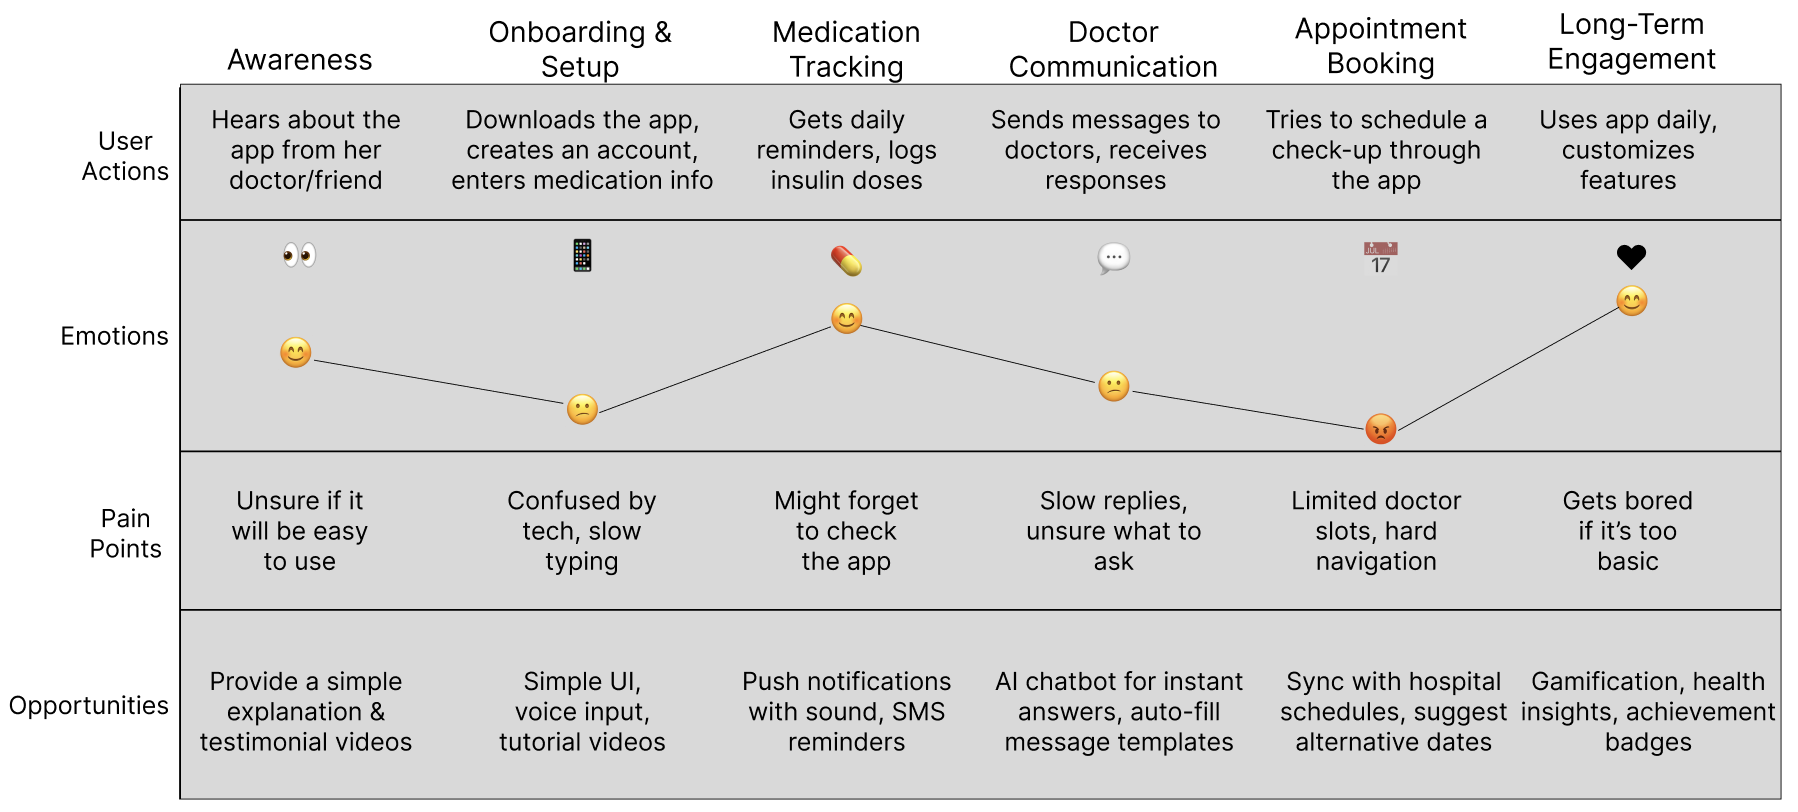 Awareness
Onboarding &
Setup
Medication
Tracking
Doctor
Communication
Appointment
Booking
Long-Term
Engagement
User
Actions
Hears about the
app from her
doctor/friend
Downloads the app,
creates an account,
enters medication info
Gets daily
reminders, logs
insulin doses
Sends messages to
doctors, receives
responses
Tries to schedule a
check-up through
the app
Uses app daily,
customizes
features
Emotions
JUL
17
Pain
Points
Unsure if it
will be easy
to use
Confused by
tech, slow
typing
Might forget
to check
the app
Slow replies,
unsure what to
ask
Limited doctor
slots, hard
navigation
Gets bored
if it’s too
basic
Opportunities
Provide a simple
explanation &
testimonial videos
Simple UI,
voice input,
tutorial videos
Push notifications
with sound, SMS
reminders
AI chatbot for instant
answers, auto-fill
message templates
Sync with hospital
schedules, suggest
alternative dates
Gamification, health
insights, achievement
badges